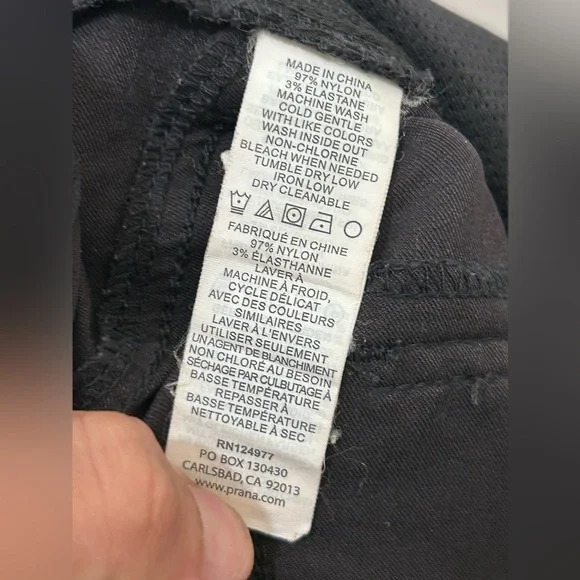 MADE IN CHINA
97% NYLON
3% ELASTANE
MACHINE WASH
COLD GENTLE
WITH LIKE COLORS
WASH INSIDE OUT
NON-CHLORINE
BLEACH WHEN NEEDED
TUMBLE DRY LOW
IRON LOW
DRY CLEANABLE
FABRIQUÉ EN CHINE
97% NYLON
3% ÉLASTHANNE
LAVER À
MACHINE À FROID,
CYCLE DÉLICAT
AVEC DES COULEURS
SIMILAIRES
LAVER À L'ENVERS
UTILISER SEULEMENT
UN AGENT DE BLANCHIMENT
NON CHLORÉ AU BESOIN
SÉCHAGE PAR CULBUTAGE À
BASSE TEMPÉRATURE
REPASSER À
BASSE TEMPÉRATURE
NETTOYABLE À SEC
RN124977
PO BOX 130430
CARLSBAD, CA 92013
www.prana.com